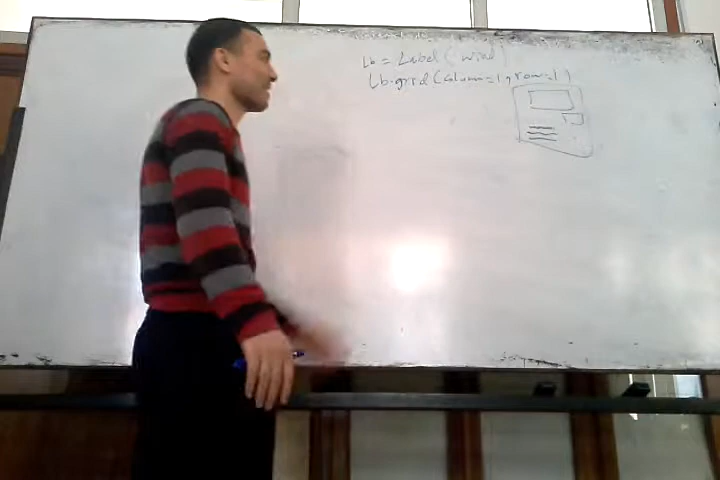 Lb = Label( wind)
Lb.grid(Column=1, row=1)